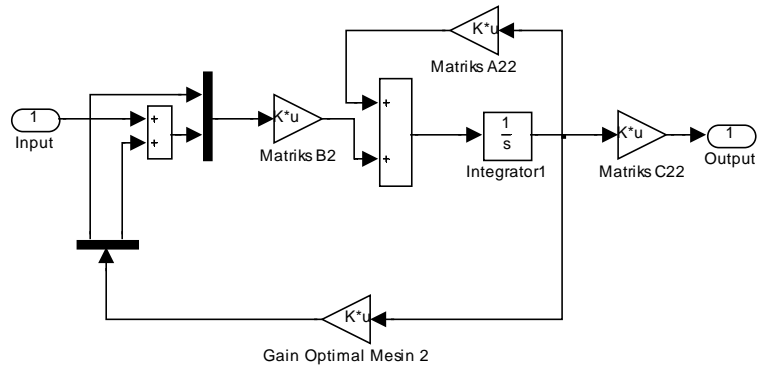 K*u
Matriks A22
1
Input
+
+
K*u
Matriks B2
+
+
1
s
Integrator1
K*u
Matriks C22
1
Output
K*u
Gain Optimal Mesin 2